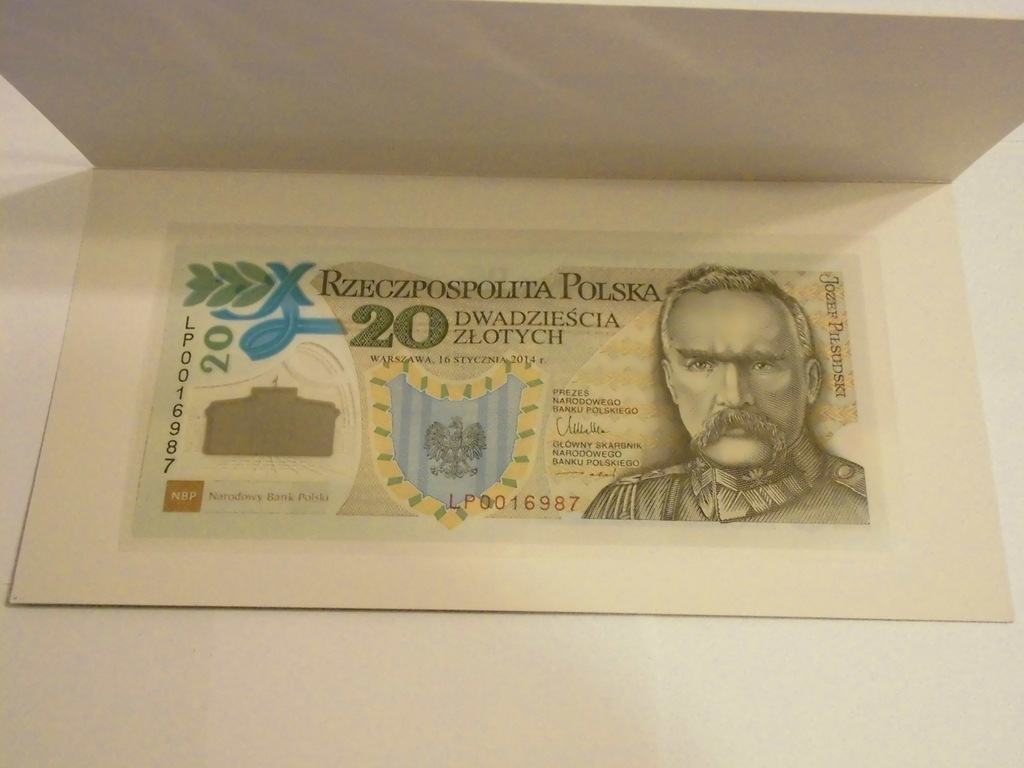 RZECZPOSPOLITA POLSKA
20 DWADZIEŚCIA
ZŁOTYCH
WARSZAWA, 16 STYCZNIA 2014 r.
20
LP0016987
PREZES
NARODOWEGO
BANKU POLSKIEGO
GŁÓWNY SKARBNIK
NARODOWEGO
BANKU POLSKIEGO
LP0016987
NBP Narodowy Bank Polski
JÓZEF PIŁSUDSKI